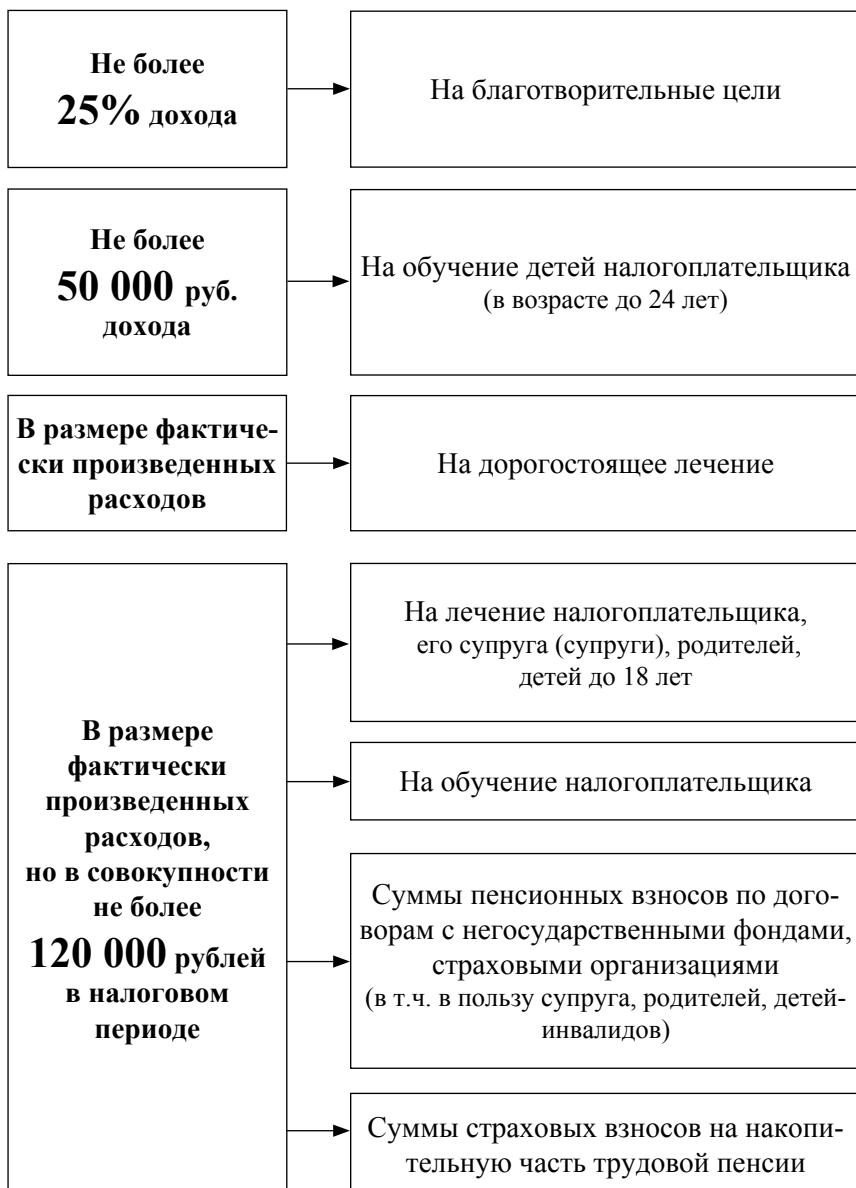 Не более
25% дохода
На благотворительные цели
Не более
50 000 руб.
дохода
На обучение детей налогоплательщика
(в возрасте до 24 лет)
В размере фактиче-
ски произведенных
расходов
На дорогостоящее лечение
В размере
фактически
произведенных
расходов,
но в совокупности
не более
120 000 рублей
в налоговом
периоде
На лечение налогоплательщика,
его супруга (супруги), родителей,
детей до 18 лет
На обучение налогоплательщика
Суммы пенсионных взносов по дого-
ворам с негосударственными фондами,
страховыми организациями
(в т.ч. в пользу супруга, родителей, детей-
инвалидов)
Суммы страховых взносов на накопи-
тельную часть трудовой пенсии